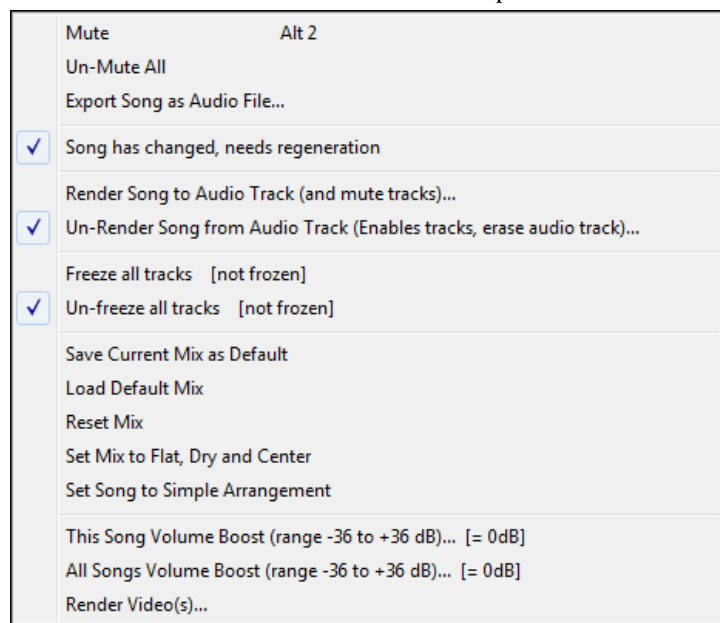 Mute Alt 2
Un-Mute All
Export Song as Audio File...
Song has changed, needs regeneration
Render Song to Audio Track (and mute tracks)...
Un-Render Song from Audio Track (Enables tracks, erase audio track)...
Freeze all tracks [not frozen]
Un-freeze all tracks [not frozen]
Save Current Mix as Default
Load Default Mix
Reset Mix
Set Mix to Flat, Dry and Center
Set Song to Simple Arrangement
This Song Volume Boost (range -36 to +36 dB)... [= 0dB]
All Songs Volume Boost (range -36 to +36 dB)... [= 0dB]
Render Video(s)...